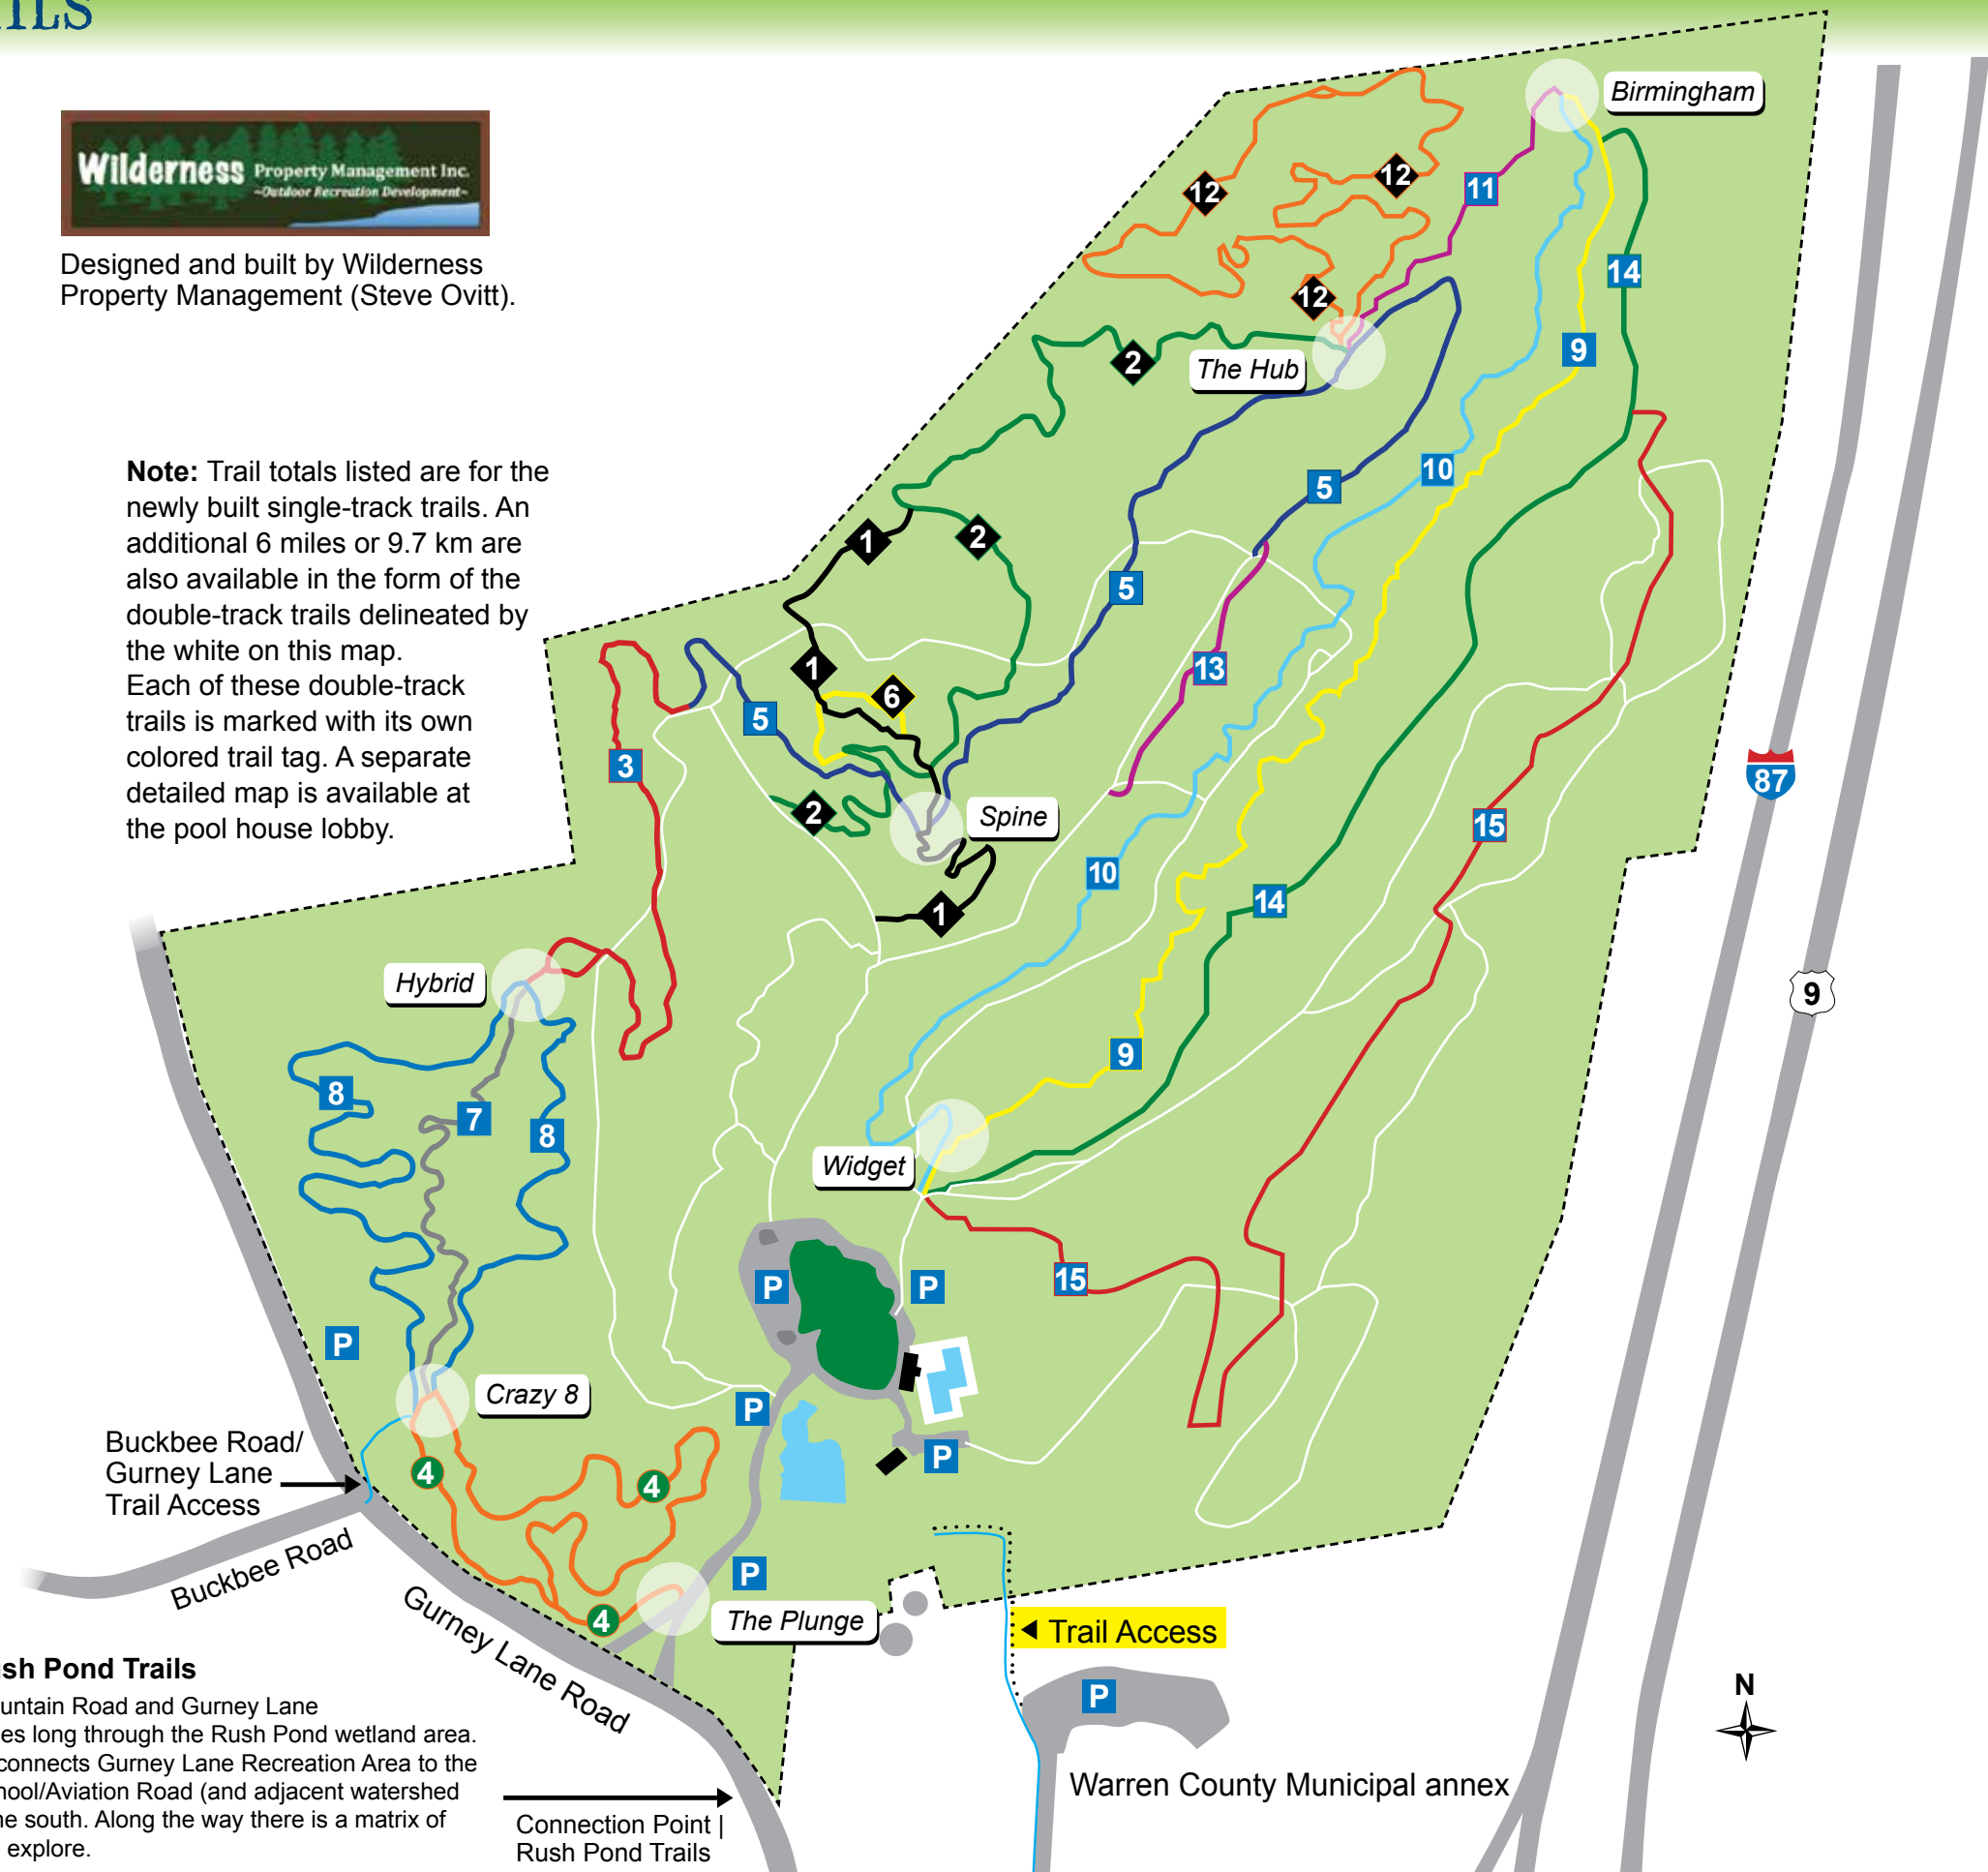 Wilderness Property Management Inc.
~Outdoor Recreation Development~
Designed and built by Wilderness
Property Management (Steve Ovitt).
Note: Trail totals listed are for the
newly built single-track trails. An
additional 6 miles or 9.7 km are
also available in the form of the
double-track trails delineated by
the white on this map.
Each of these double-track
trails is marked with its own
colored trail tag. A separate
detailed map is available at
the pool house lobby.
Birmingham
12
12
11
14
12
9
2
The Hub
10
5
1
2
5
1
13
6
5
3
87
2
Spine
15
10
14
1
Hybrid
9
9
8
7
8
Widget
15
P
P
P
Crazy 8
P
P
Buckbee Road/
Gurney Lane
Trail Access
4
4
Buckbee Road
P
Gurney Lane Road
4
The Plunge
Trail Access
P
Warren County Municipal annex
N
sh Pond Trails
untain Road and Gurney Lane
es long through the Rush Pond wetland area.
connects Gurney Lane Recreation Area to the
hool/Aviation Road (and adjacent watershed
he south. Along the way there is a matrix of
explore.
Connection Point |
Rush Pond Trails